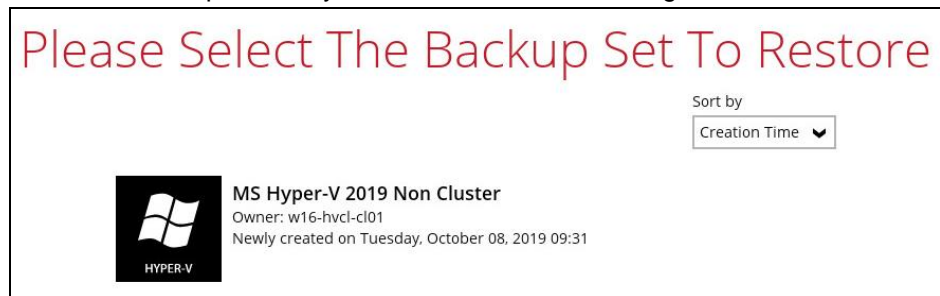 Please Select The Backup Set To Restore
Sort by
Creation Time
MS Hyper-V 2019 Non Cluster
Owner: w16-hvcl-cl01
Newly created on Tuesday, October 08, 2019 09:31
HYPER-V